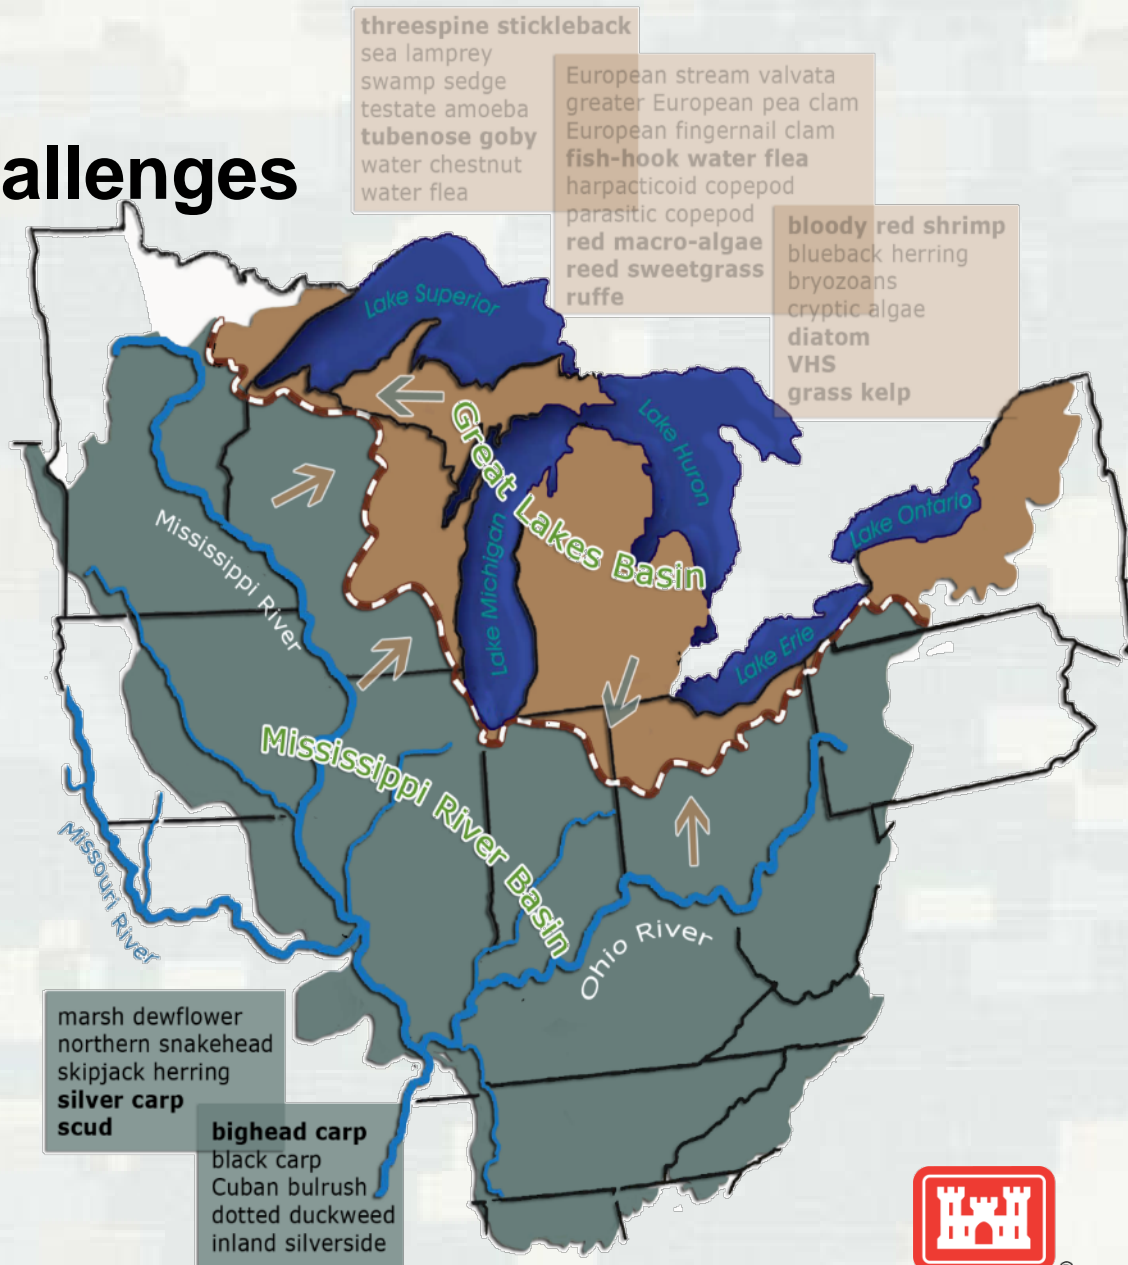 threespine stickleback
sea lamprey
swamp sedge
testate amoeba
tubenose goby
water chestnut
water flea
European stream valvata
greater European pea clam
European fingernail clam
fish-hook water flea
harpacticoid copepod
parasitic copepod
red macro-algae
reed sweetgrass
ruffe
bloody red shrimp
blueback herring
bryozoans
cryptic algae
diatom
VHS
grass kelp
allenges
Lake Superior
Lake Huron
Great Lakes Basin
Lake Michigan
Lake Ontario
Lake Erie
Mississippi River
Mississippi River Basin
Missouri River
Ohio River
marsh dewflower
northern snakehead
skipjack herring
silver carp
scud
bighead carp
black carp
Cuban bulrush
dotted duckweed
inland silverside
®